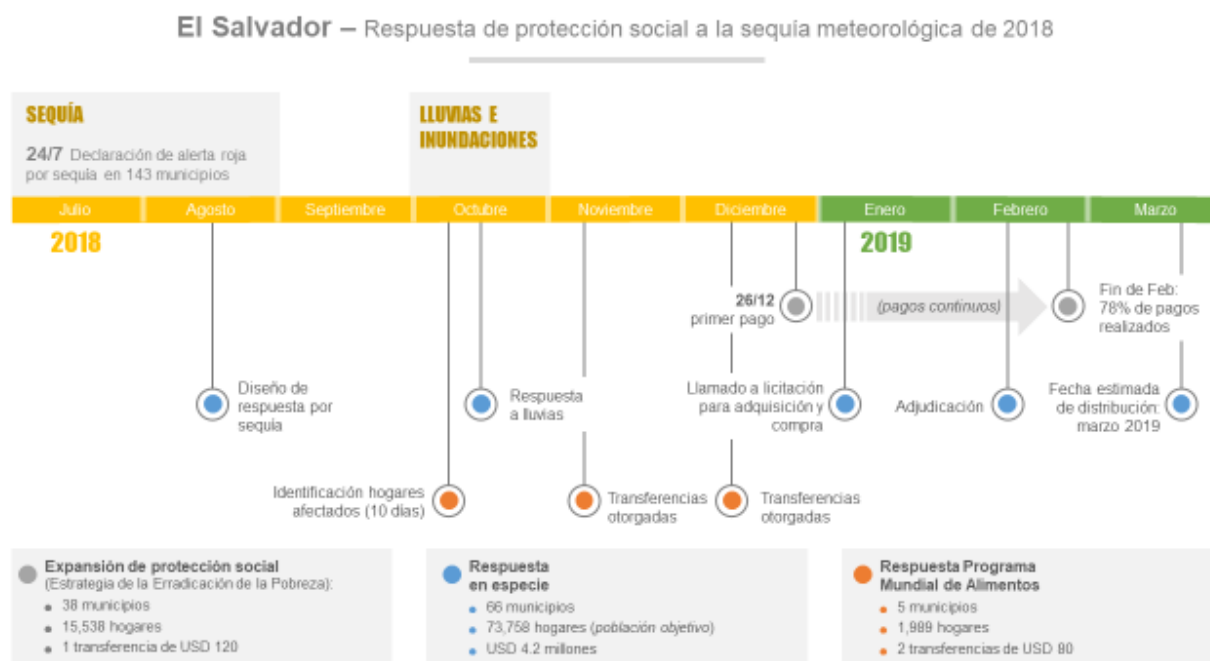 El Salvador – Respuesta de protección social a la sequía meteorológica de 2018
SEQUÍA
24/7 Declaración de alerta roja
por sequía en 143 municipios
LLUVIAS E
INUNDACIONES
Julio
Agosto
Septiembre
Octubre
Noviembre
Diciembre
Enero
Febrero
Marzo
2018
2019
26/12
primer pago
(pagos continuos)
Fin de Feb:
78% de pagos
realizados
Diseño de
respuesta por
sequía
Respuesta
a lluvias
Llamado a licitación
para adquisición y
compra
Adjudicación
Fecha estimada
de distribución:
marzo 2019
Identificación hogares
afectados (10 días)
Transferencias
otorgadas
Transferencias
otorgadas
Expansión de protección social
(Estrategia de la Erradicación de la Pobreza):
38 municipios
15,538 hogares
1 transferencia de USD 120
Respuesta
en especie
66 municipios
73,758 hogares (población objetivo)
USD 4.2 millones
Respuesta Programa
Mundial de Alimentos
5 municipios
1,989 hogares
2 transferencias de USD 80